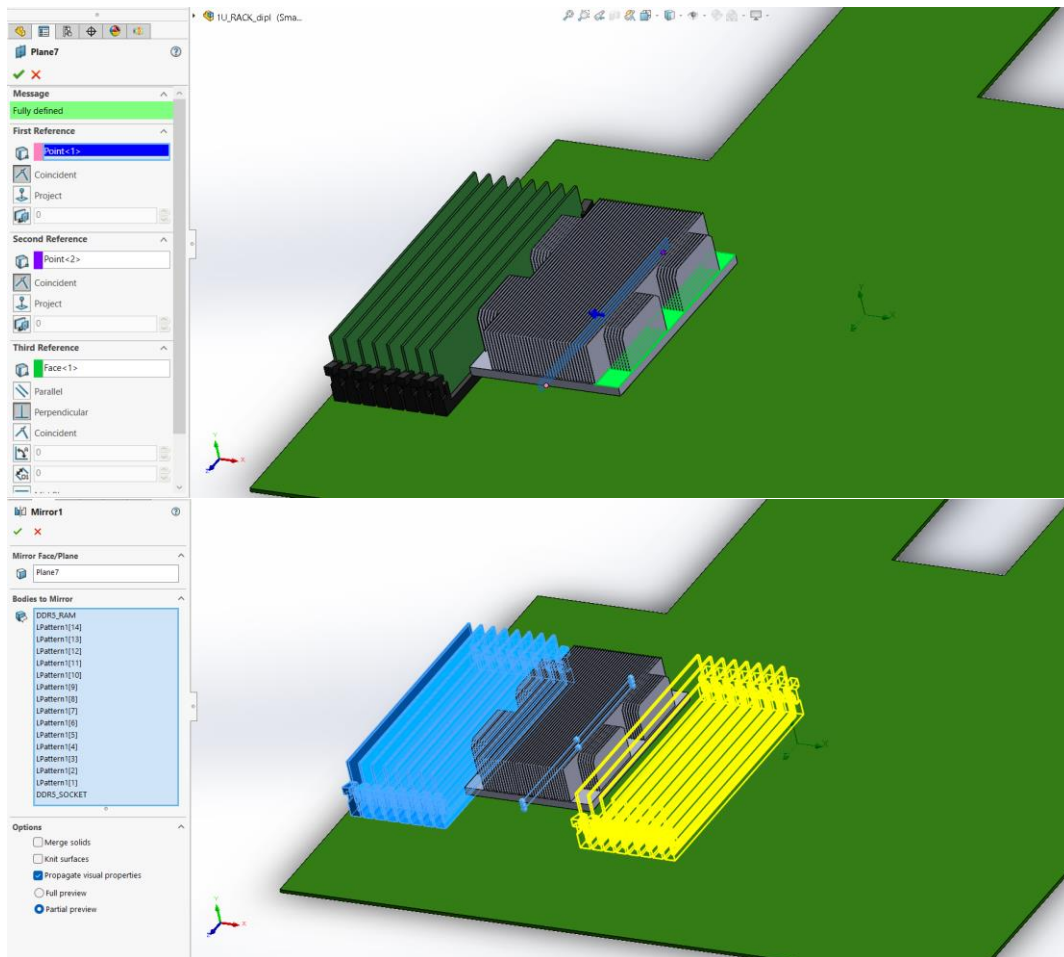 1U_RACK_dipl (Sma...
Plane7
Message
Fully defined
First Reference
Point<1>
Coincident
Project
0
Second Reference
Point<2>
Coincident
Project
0
Third Reference
Face<1>
Parallel
Perpendicular
Coincident
0
0
Mirror1
Mirror Face/Plane
Plane7
Bodies to Mirror
DDR5_RAM
LPattern1[14]
LPattern1[13]
LPattern1[12]
LPattern1[11]
LPattern1[10]
LPattern1[9]
LPattern1[8]
LPattern1[7]
LPattern1[6]
LPattern1[5]
LPattern1[4]
LPattern1[3]
LPattern1[2]
LPattern1[1]
DDR5_SOCKET
Options
Merge solids
Knit surfaces
Propagate visual properties
Full preview
Partial preview